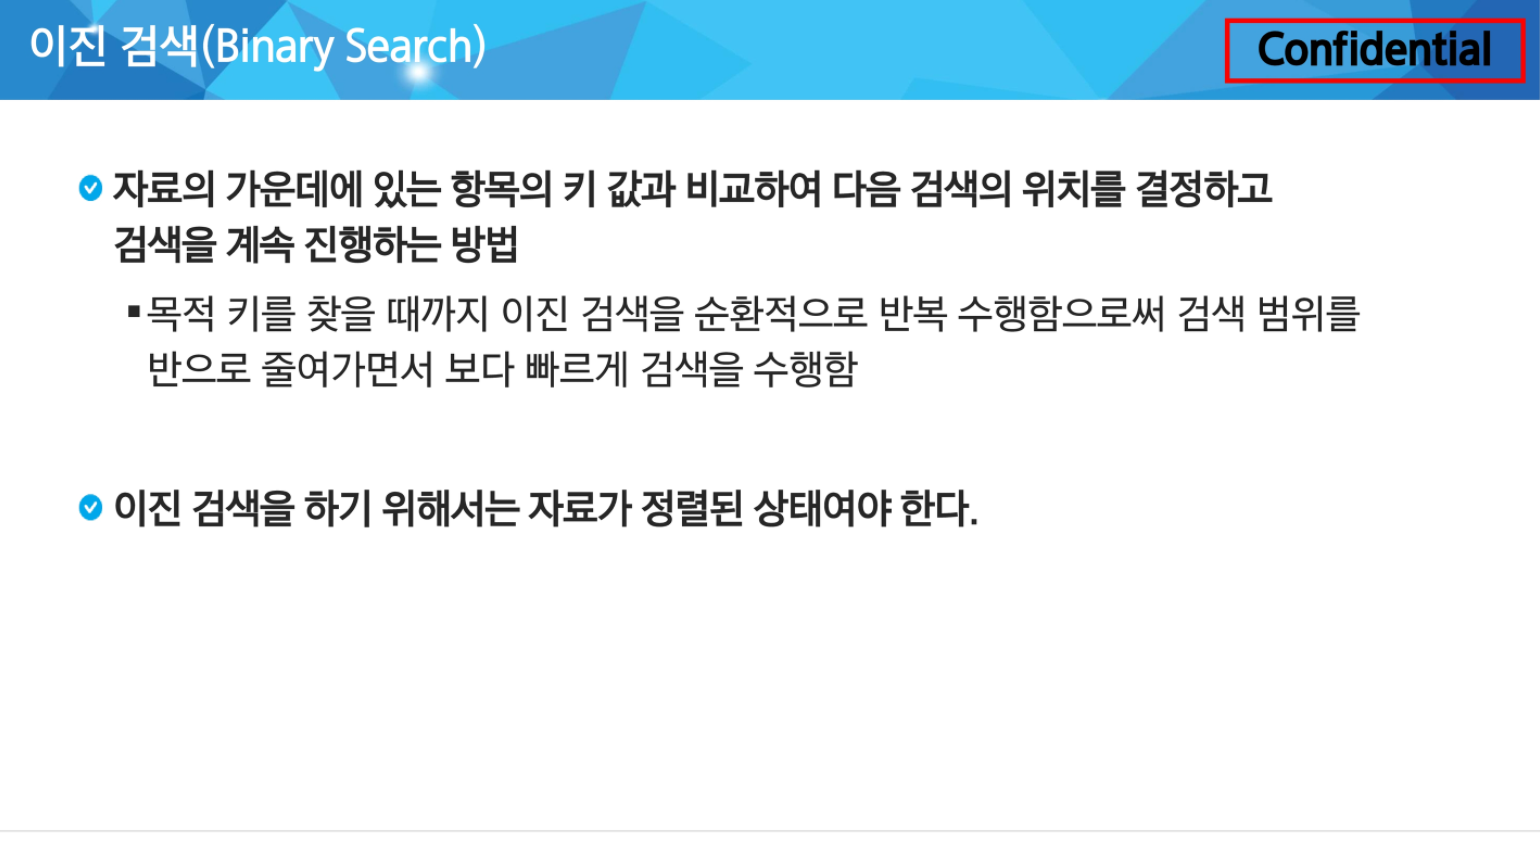 이진 검색(Binary Search)
Confidential
자료의 가운데에 있는 항목의 키 값과 비교하여 다음 검색의 위치를 결정하고
검색을 계속 진행하는 방법
목적 키를 찾을 때까지 이진 검색을 순환적으로 반복 수행함으로써 검색 범위를
반으로 줄여가면서 보다 빠르게 검색을 수행함
이진 검색을 하기 위해서는 자료가 정렬된 상태여야 한다.